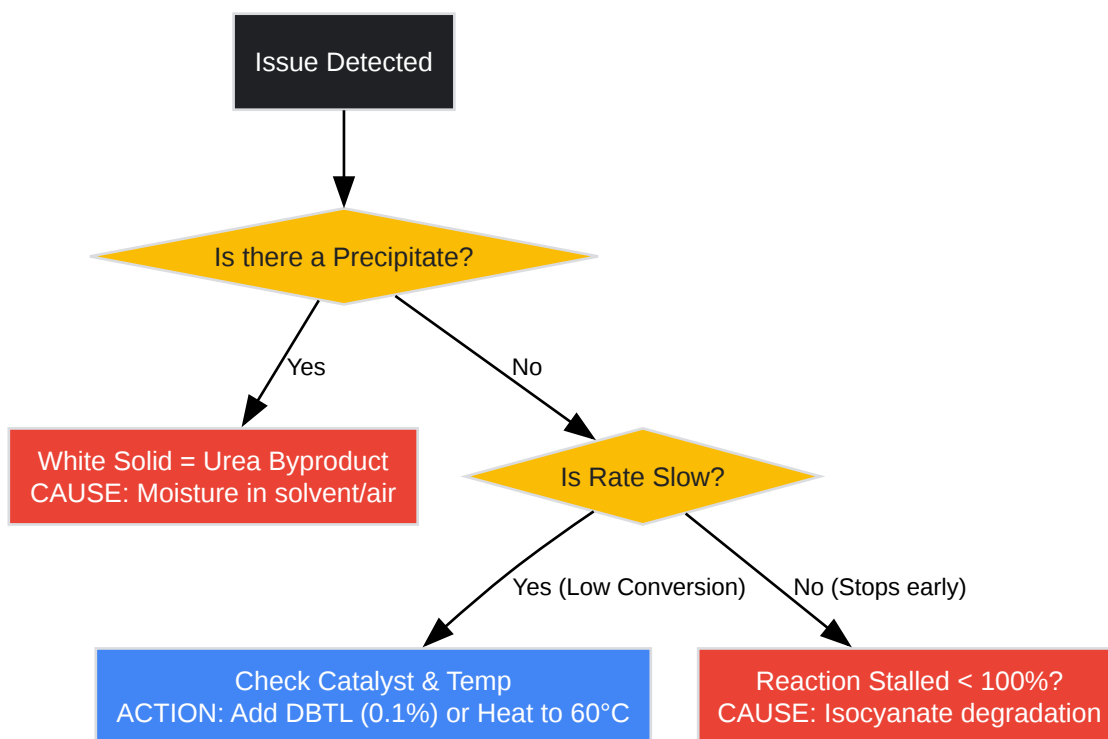 Issue Detected
Is there a Precipitate?
Yes
No
White Solid = Urea Byproduct
CAUSE: Moisture in solvent/air
Is Rate Slow?
Yes (Low Conversion)
No (Stops early)
Check Catalyst & Temp
ACTION: Add DBTL (0.1%) or Heat to 60°C
Reaction Stalled < 100%?
CAUSE: Isocyanate degradation